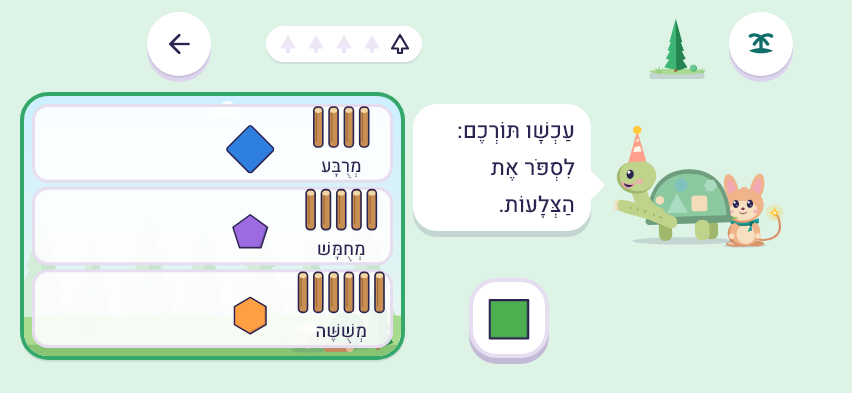 עַכְשָׁו תּוֹרְכֶם:
לִסְפֹּר אֶת
הַצְּלָעוֹת.
מְרֻבָּע
מְחֻמָּשׁ
מְשֻׁשֶּׁה